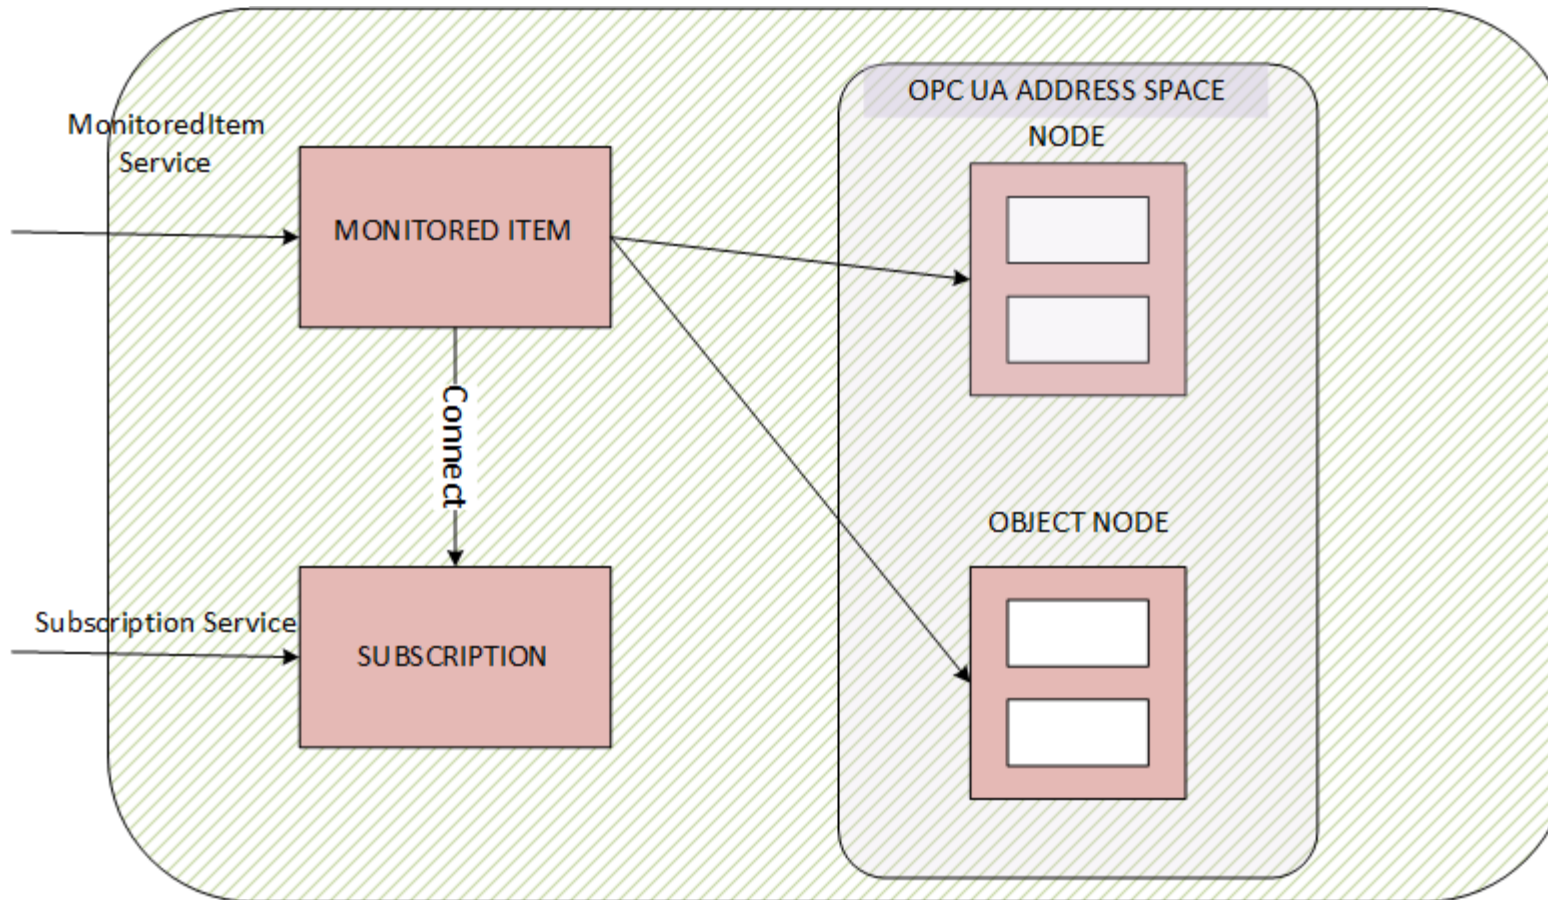 OPC UA ADDRESS SPACE
NODE
MonitoredItem
Service
MONITORED ITEM
Connect
OBJECT NODE
Subscription Service
SUBSCRIPTION